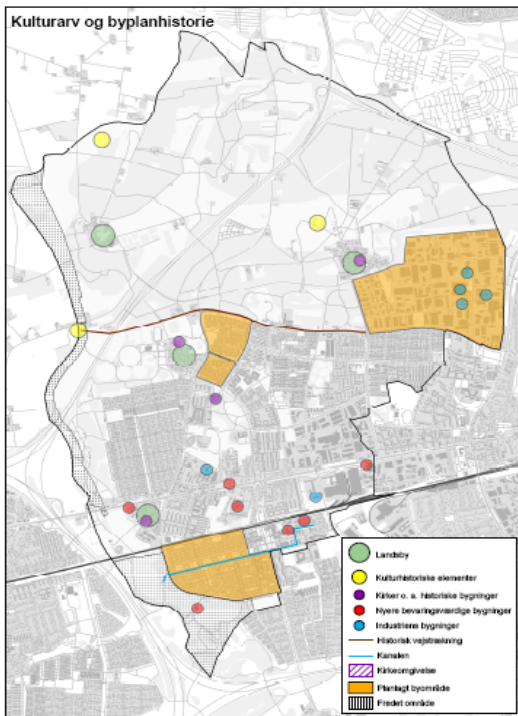 Kulturarv og byplanhistorie
Landsby
Kulturhistoriske elementer
Kirker o. a. historiske bygninger
Nyere bevaringsværdige bygninger
Industriens bygninger
Historisk vejstrækning
Kanalen
Kirkeomgivelse
Planlagt byområde
Fredet område